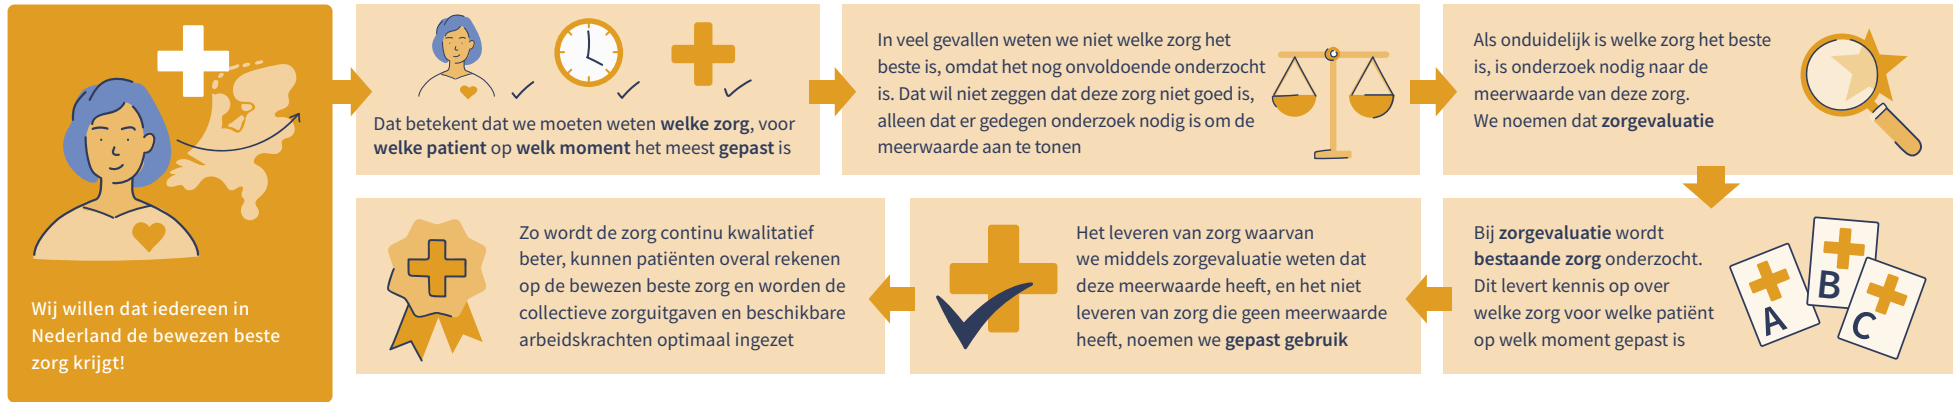 Wij willen dat iedereen in
Nederland de bewezen beste
zorg krijgt!
Dat betekent dat we moeten weten welke zorg, voor
welke patient op welk moment het meest gepast is
In veel gevallen weten we niet welke zorg het
beste is, omdat het nog onvoldoende onderzocht
is. Dat wil niet zeggen dat deze zorg niet goed is,
alleen dat er gedegen onderzoek nodig is om de
meerwaarde aan te tonen
Als onduidelijk is welke zorg het beste
is, is onderzoek nodig naar de
meerwaarde van deze zorg.
We noemen dat zorgevaluatie
Bij zorgevaluatie wordt
bestaande zorg onderzocht.
Dit levert kennis op over
welke zorg voor welke patiënt
op welk moment gepast is
A
B
C
Het leveren van zorg waarvan
we middels zorgevaluatie weten dat
deze meerwaarde heeft, en het niet
leveren van zorg die geen meerwaarde
heeft, noemen we gepast gebruik
Zo wordt de zorg continu kwalitatief
beter, kunnen patiënten overal rekenen
op de bewezen beste zorg en worden de
collectieve zorguitgaven en beschikbare
arbeidskrachten optimaal ingezet